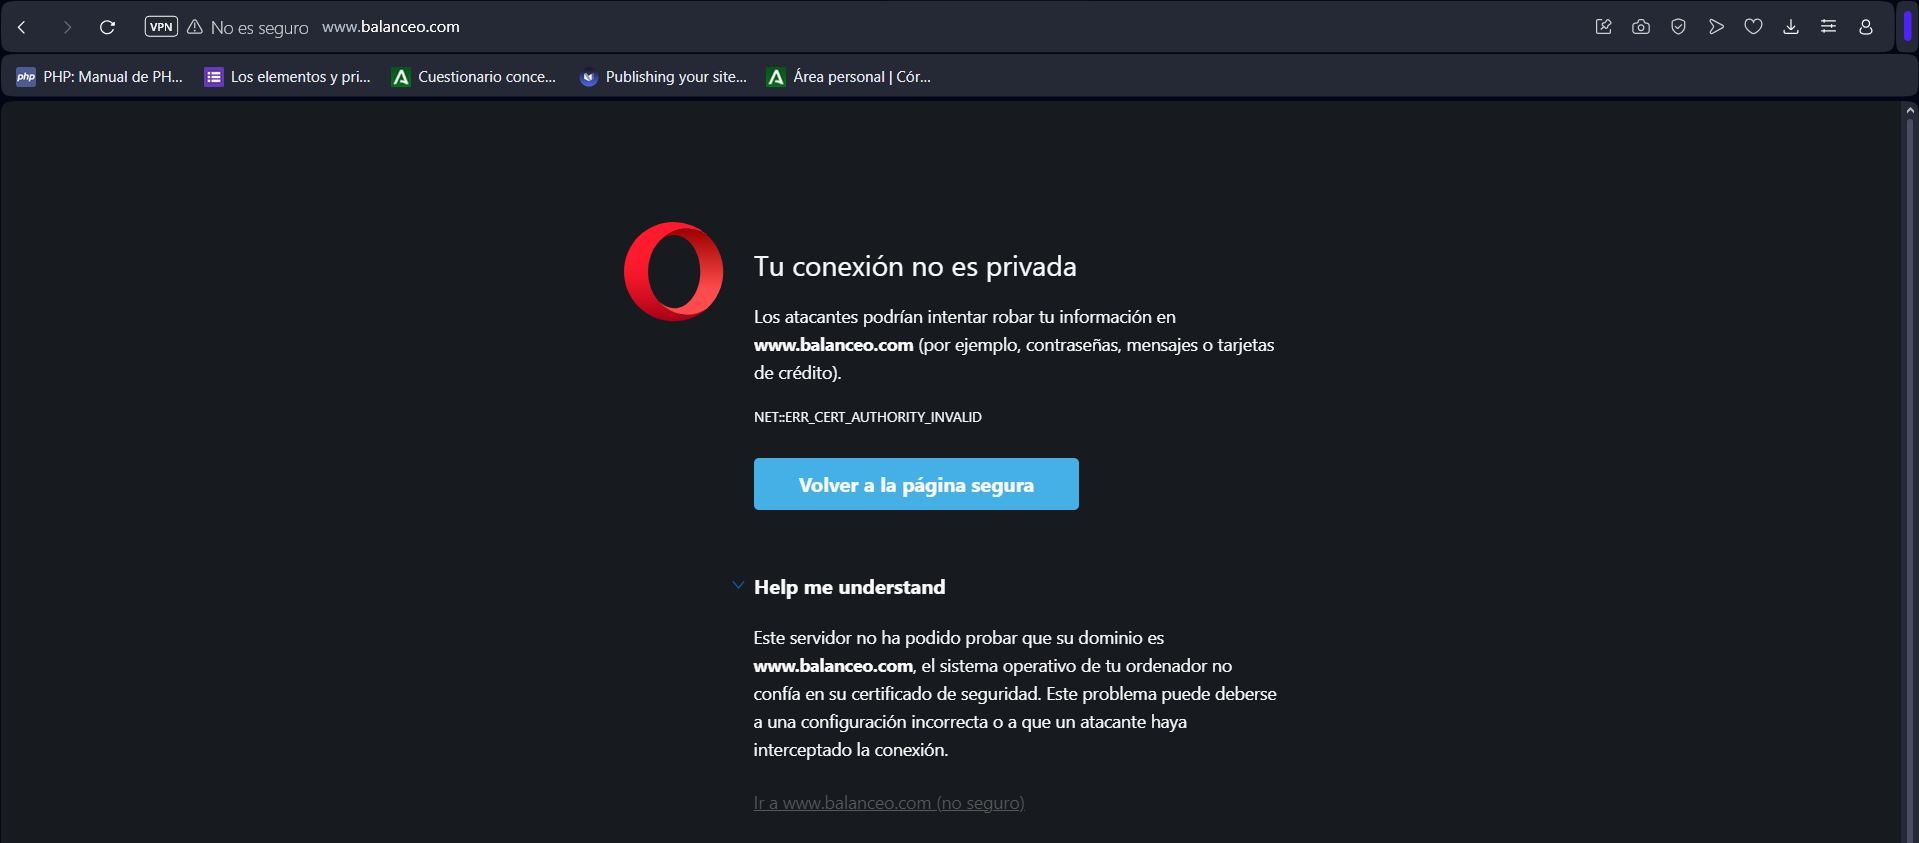 VPN No es seguro www.balanceo.com
php PHP: Manual de PH... Los elementos y pri... Cuestionario conce... Publishing your site... Área personal | Cór...
Tu conexión no es privada
Los atacantes podrían intentar robar tu información en
www.balanceo.com (por ejemplo, contraseñas, mensajes o tarjetas
de crédito).
NET::ERR_CERT_AUTHORITY_INVALID
Volver a la página segura
Help me understand
Este servidor no ha podido probar que su dominio es
www.balanceo.com, el sistema operativo de tu ordenador no
confía en su certificado de seguridad. Este problema puede deberse
a una configuración incorrecta o a que un atacante haya
interceptado la conexión.
Ir a www.balanceo.com (no seguro)